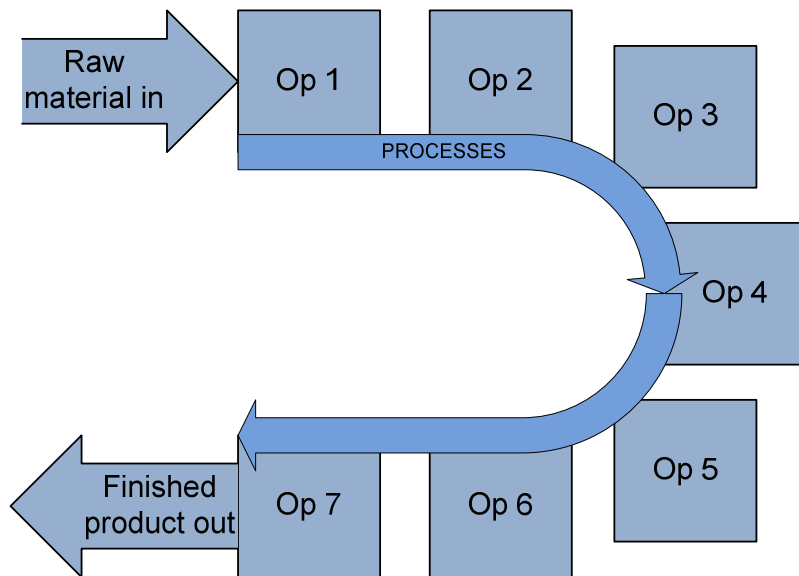 Raw
material in
Op 1
Op 2
Op 3
PROCESSES
Op 4
Op 5
Op 6
Op 7
Finished
product out